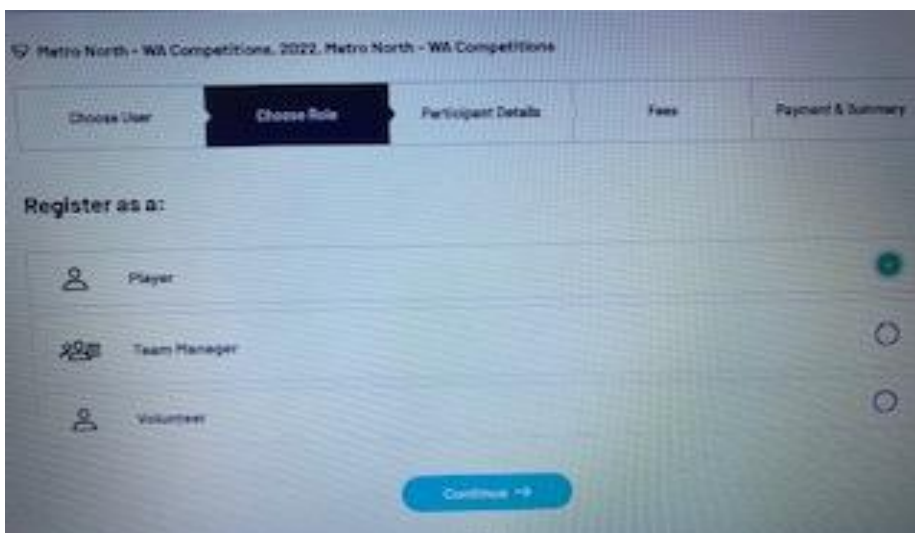 Metro North - WA Competitions, 2022, Metro North - WA Competitions
Choose User
Choose Role
Participant Details
Fees
Payment & Summary
Register as a:
Player
Team Manager
Volunteer
Continue →